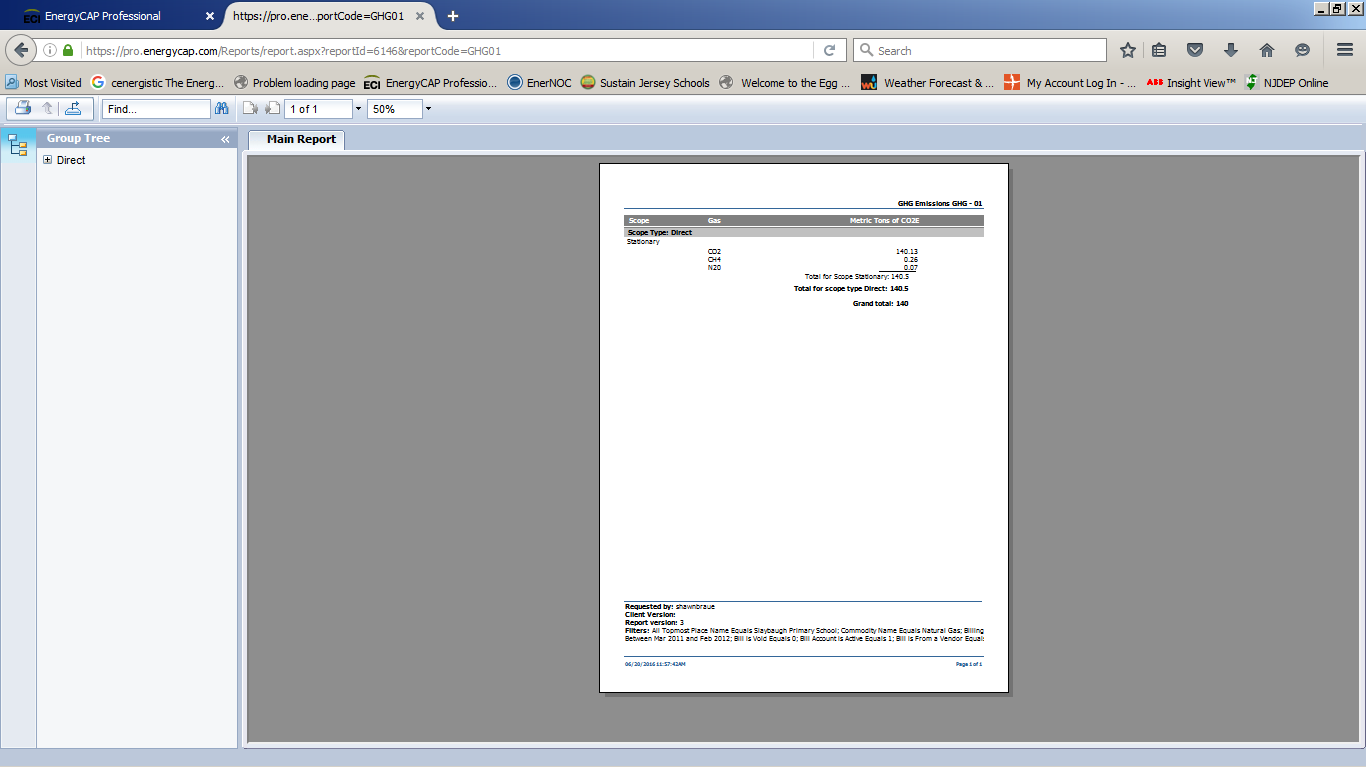 ECI EnergyCAP Professional
https://pro.ene...portCode=GHG01
https://pro.energycap.com/Reports/report.aspx?reportId=6146&reportCode=GHG01
Search
Most Visited
cenergistic The Energ...
Problem loading page
ECI EnergyCAP Professio...
EnerNOC
Sustain Jersey Schools
Welcome to the Egg ...
Weather Forecast & ...
My Account Log In - ...
ABB Insight View™
NJDEP Online
Find...
1 of 1
50%
Group Tree
Direct
Main Report
GHG Emissions GHG - 01
Scope Gas Metric Tons of CO2E
Scope Type: Direct
Stationary
CO2 140.13
CH4 0.26
N20 0.07
Total for Scope Stationary: 140.5
Total for scope type Direct: 140.5
Grand total: 140
Requested by: shawnbraue
Client Version:
Report version: 3
Filters: All Topmost Place Name Equals Slaybaugh Primary School; Commodity Name Equals Natural Gas; Billing
Between Mar 2011 and Feb 2012; Bill is Void Equals 0; Bill Account is Active Equals 1; Bill is From a Vendor Equals
06/20/2016 11:57:42AM Page 1 of 1